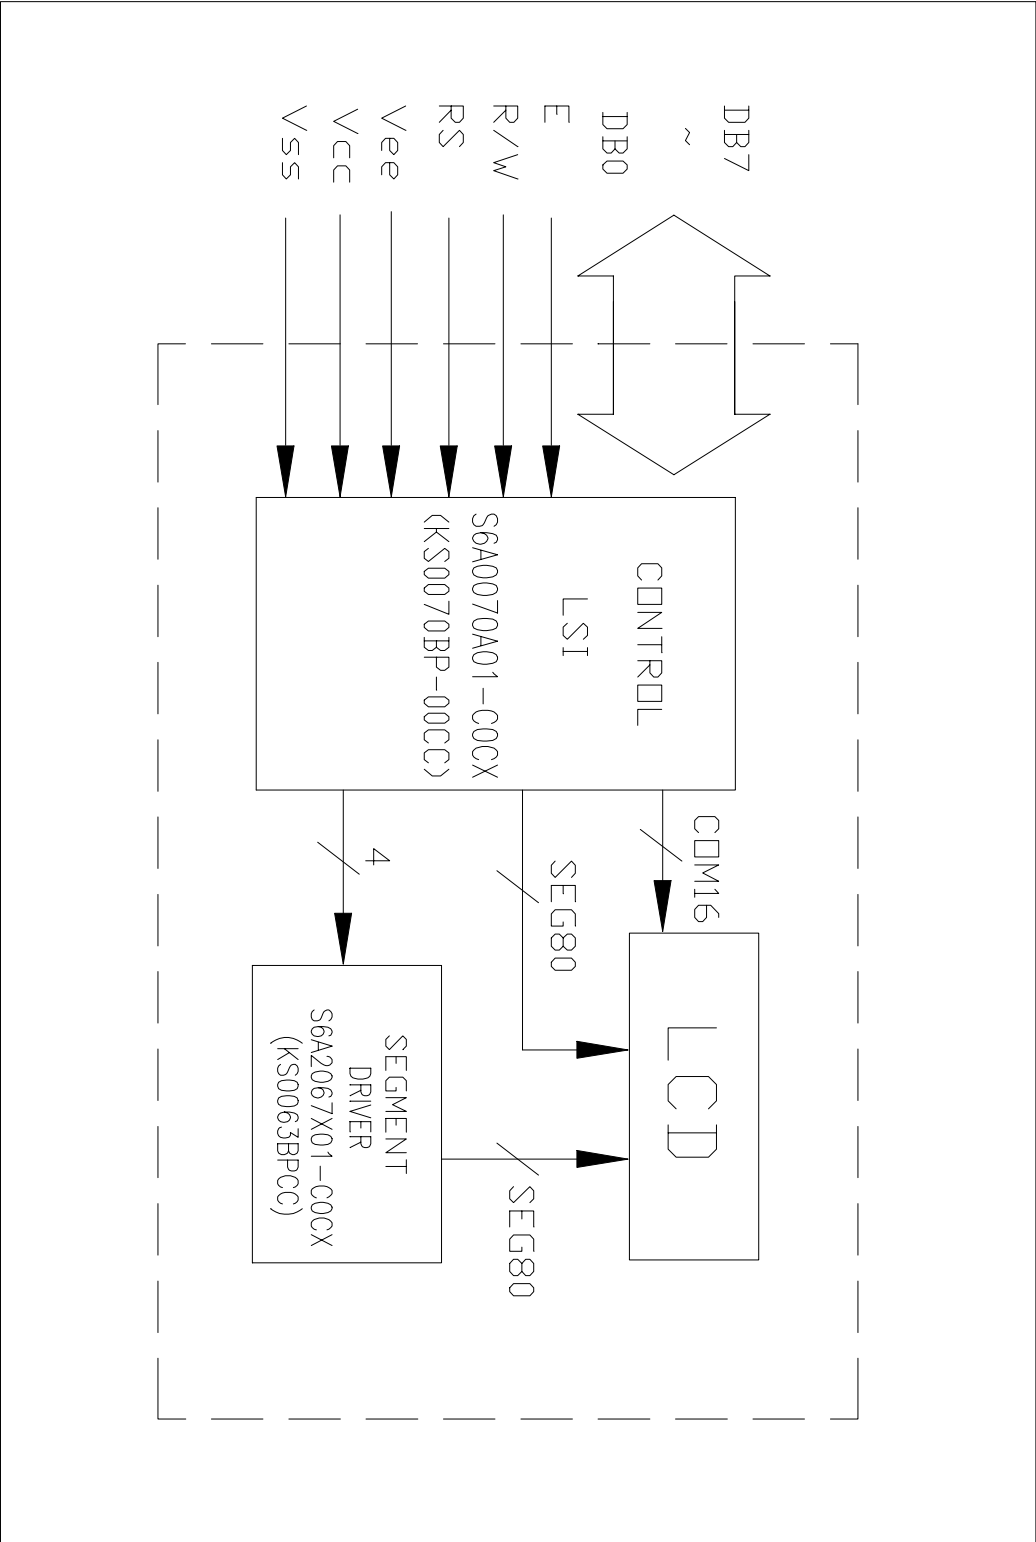 DB7
~
DB0
E
R/W
RS
Vee
Vcc
Vss
CONTROL
LSI
S6A0070A01-C0CX
(KS0070BP-00CC)
COM16
SEG80
4
LCD
SEG80
SEGMENT
DRIVER
S6A2067X01-C0CX
(KS0063BPCC)